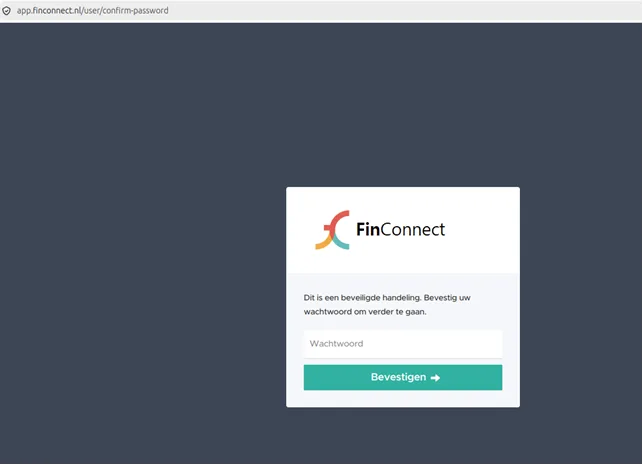 app.finconnect.nl/user/confirm-password
FinConnect
Dit is een beveiligde handeling. Bevestig uw
wachtwoord om verder te gaan.
Wachtwoord
Bevestigen